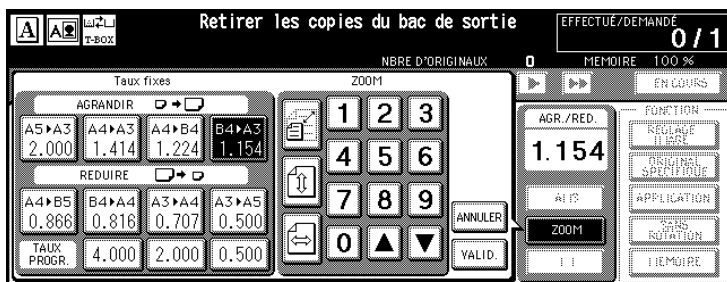 A A
T-BOX
Retirer les copies du bac de sortie
EFFECTUÉ/DEMANDÉ
0 / 1
NBRE D'ORIGINAUX 0 MEMOIRE 100 %
Taux fixes
AGRANDIR
A5▸A3 A4▸A3 A4▸B4 B4▸A3
2.000 1.414 1.224 1.154
REDUIRE
A4▸B5 B4▸A4 A3▸A4 A3▸A5
0.866 0.816 0.707 0.500
TAUX PROGR.
4.000 2.000 0.500
ZOOM
1 2 3
4 5 6
7 8 9
0 ▲ ▼
ANNULER
VALID.
EN COURS
AGR./RED.
1.154
ZOOM
FONCTION
REGLAGE
IMAGE
ORIGINAL
SPECIFIQUE
APPLICATION
SANS
ROTATION
MEMOIRE